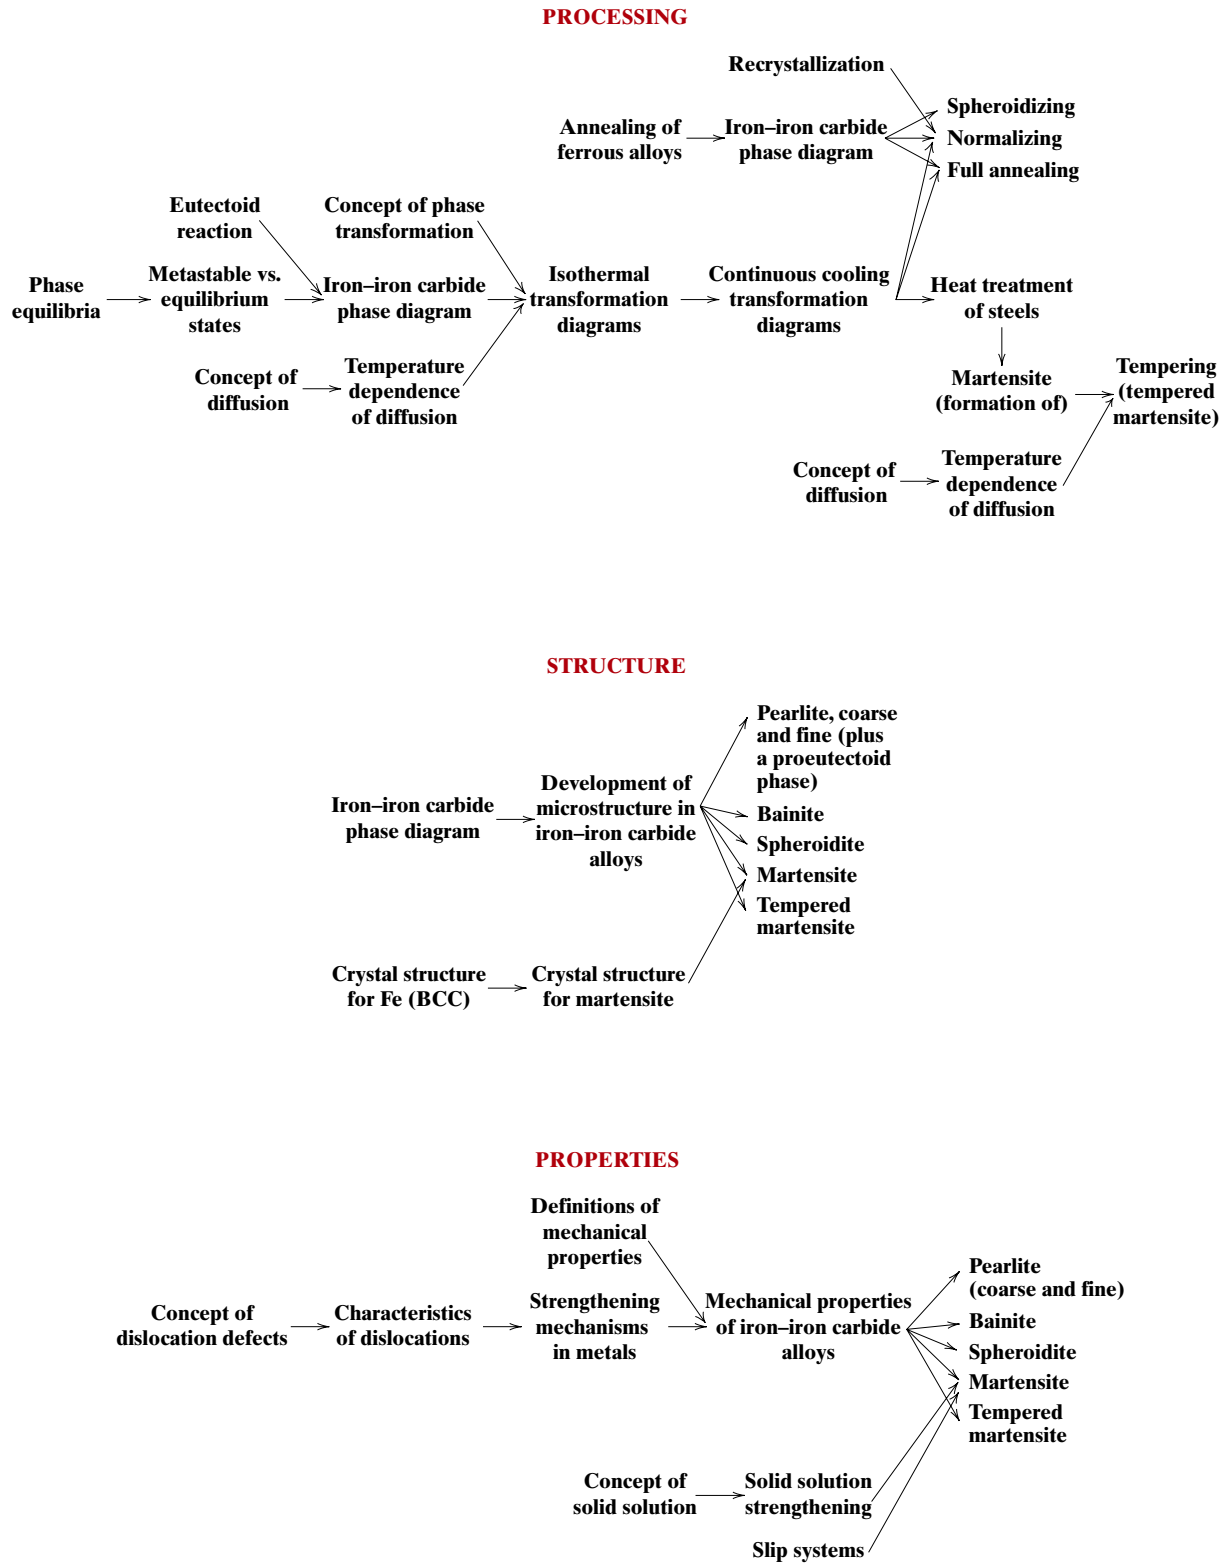 PROCESSING
Recrystallization
Annealing of
ferrous alloys
Iron–iron carbide
phase diagram
Spheroidizing
Normalizing
Full annealing
Eutectoid
reaction
Concept of phase
transformation
Phase
equilibria
Metastable vs.
equilibrium
states
Iron–iron carbide
phase diagram
Isothermal
transformation
diagrams
Continuous cooling
transformation
diagrams
Heat treatment
of steels
Concept of
diffusion
Temperature
dependence
of diffusion
Martensite
(formation of)
Tempering
(tempered
martensite)
Concept of
diffusion
Temperature
dependence
of diffusion
STRUCTURE
Iron–iron carbide
phase diagram
Development of
microstructure in
iron–iron carbide
alloys
Pearlite, coarse
and fine (plus
a proeutectoid
phase)
Bainite
Spheroidite
Martensite
Tempered
martensite
Crystal structure
for Fe (BCC)
Crystal structure
for martensite
PROPERTIES
Definitions of
mechanical
properties
Concept of
dislocation defects
Characteristics
of dislocations
Strengthening
mechanisms
in metals
Mechanical properties
of iron–iron carbide
alloys
Pearlite
(coarse and fine)
Bainite
Spheroidite
Martensite
Tempered
martensite
Concept of
solid solution
Solid solution
strengthening
Slip systems